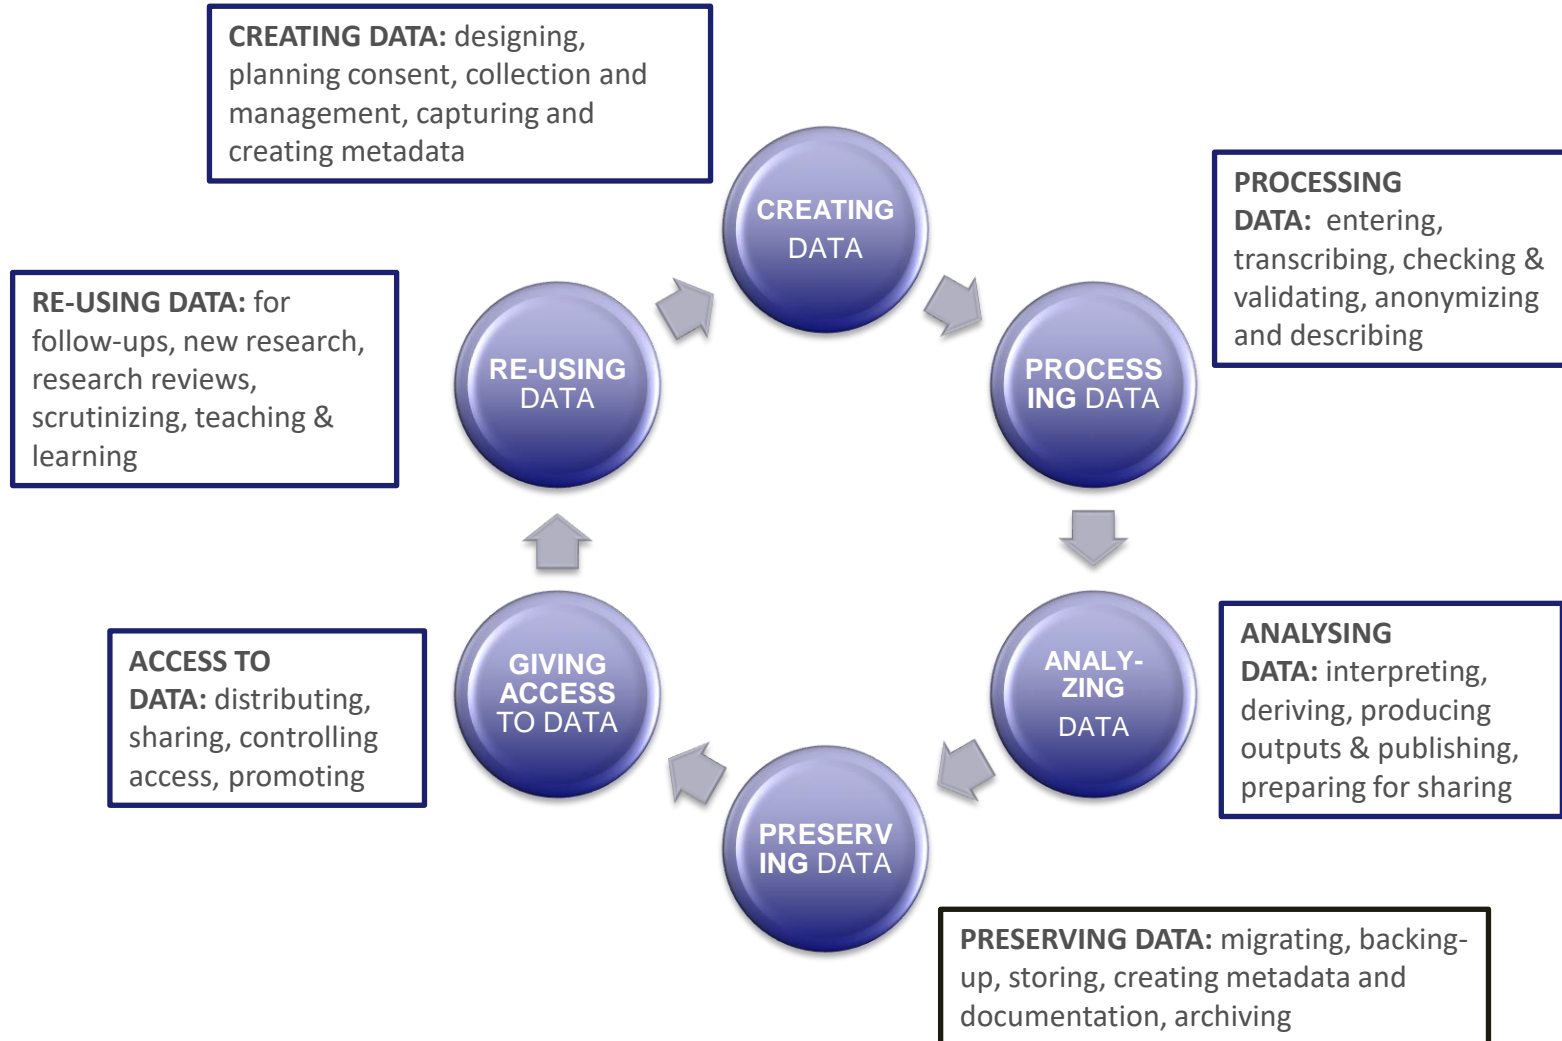 CREATING DATA: designing,
planning consent, collection and
management, capturing and
creating metadata
CREATING
DATA
PROCESSING
DATA: entering,
transcribing, checking &
validating, anonymizing
and describing
RE-USING DATA: for
follow-ups, new research,
research reviews,
scrutinizing, teaching &
learning
RE-USING
DATA
PROCESS
ING DATA
ACCESS TO
DATA: distributing,
sharing, controlling
access, promoting
GIVING
ACCESS
TO DATA
ANALY-
ZING
DATA
ANALYSING
DATA: interpreting,
deriving, producing
outputs & publishing,
preparing for sharing
PRESERV
ING DATA
PRESERVING DATA: migrating, backing-
up, storing, creating metadata and
documentation, archiving